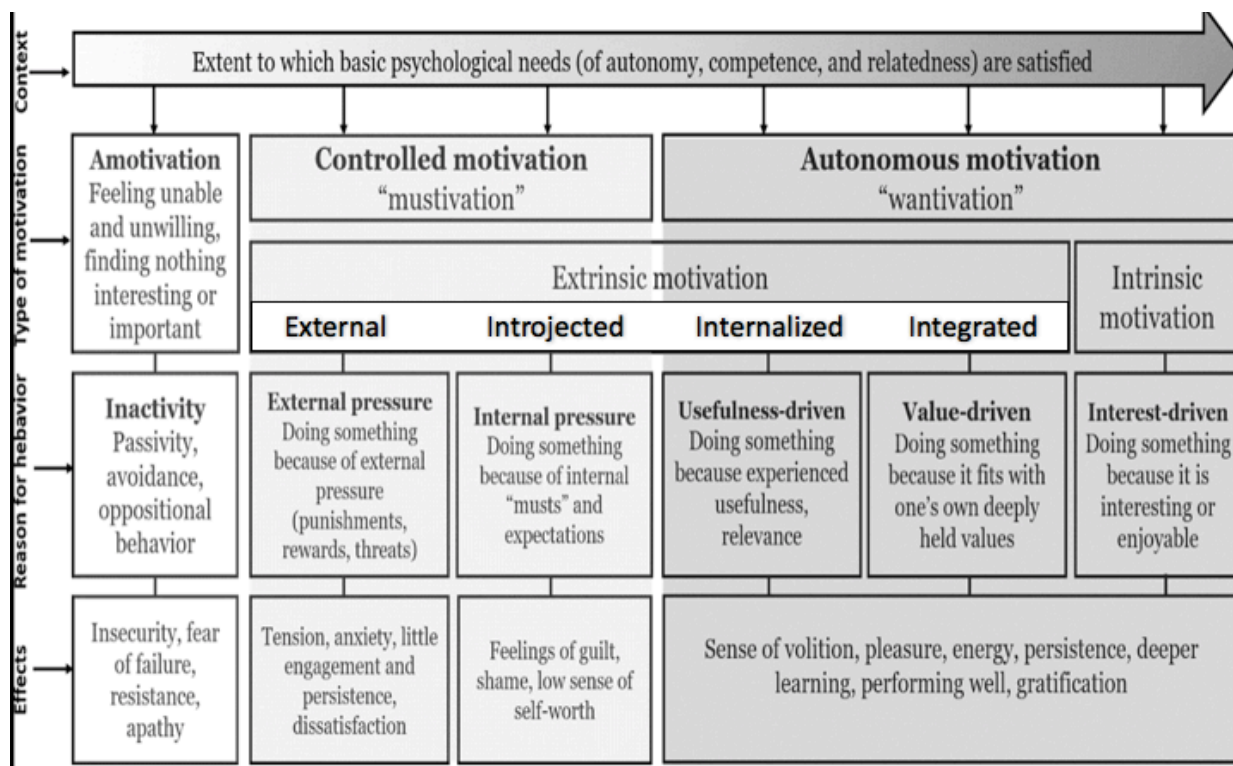 Context
Extent to which basic psychological needs (of autonomy, competence, and relatedness) are satisfied
Type of motivation
Amotivation
Feeling unable
and unwilling,
finding nothing
interesting or
important
Controlled motivation
“mustivation”
Autonomous motivation
“wantivation”
Extrinsic motivation
External
Introjected
Internalized
Integrated
Intrinsic
motivation
Reason for hebavior
Inactivity
Passivity,
avoidance,
oppositional
behavior
External pressure
Doing something
because of external
pressure
(punishments,
rewards, threats)
Internal pressure
Doing something
because of internal
“musts” and
expectations
Usefulness-driven
Doing something
because experienced
usefulness,
relevance
Value-driven
Doing something
because it fits with
one’s own deeply
held values
Interest-driven
Doing something
because it is
interesting or
enjoyable
Effects
Insecurity, fear
of failure,
resistance,
apathy
Tension, anxiety, little
engagement and
persistence,
dissatisfaction
Feelings of guilt,
shame, low sense of
self-worth
Sense of volition, pleasure, energy, persistence, deeper
learning, performing well, gratification